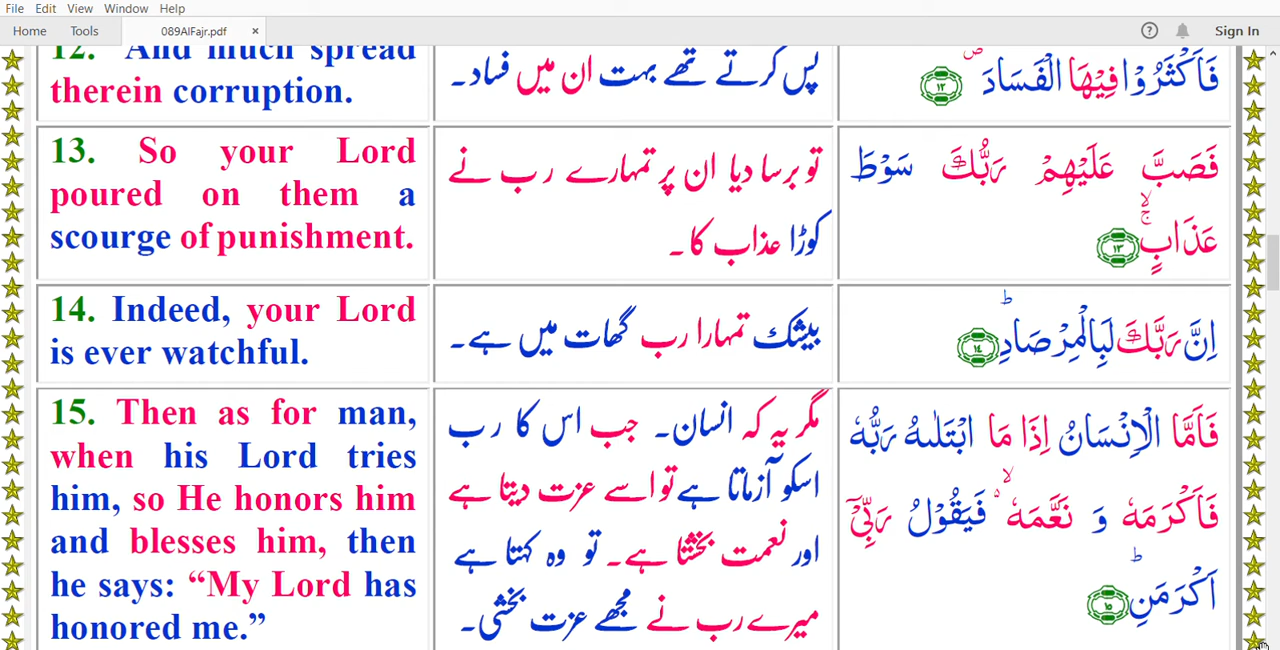 File Edit View Window Help
Home Tools 089AlFajr.pdf × Sign In
12. And much spread
therein corruption.
پس کرتے تھے بہت ان میں فساد۔
فَاَكْثَرُوْا فِيْهَا الْفَسَادَ ۪ۙ ﴿۱۲﴾
13. So your Lord
poured on them a
scourge of punishment.
تو برسا دیا ان پر تمہارے رب نے
کوڑا عذاب کا۔
فَصَبَّ عَلَيْهِمْ رَبُّكَ سَوْطَ
عَذَابٍ ۙۚ ﴿۱۳﴾
14. Indeed, your Lord
is ever watchful.
بیشک تمہارا رب گھات میں ہے۔
اِنَّ رَبَّكَ لَبِالْمِرْصَادِ ؕ ﴿۱۴﴾
15. Then as for man,
when his Lord tries
him, so He honors him
and blesses him, then
he says: “My Lord has
honored me.”
مگر یہ کہ انسان۔ جب اس کا رب
اسکو آزماتا ہے تو اسے عزت دیتا ہے
اور نعمت بخشتا ہے۔ تو وہ کہتا ہے
میرے رب نے مجھے عزت بخشی۔
فَاَمَّا الْاِنْسَانُ اِذَا مَا ابْتَلٰىهُ رَبُّهٗ
فَاَكْرَمَهٗ وَ نَعَّمَهٗ ۙ۬ فَيَقُوْلُ رَبِّىْۤ
اَكْرَمَنِ ؕ ﴿۱۵﴾